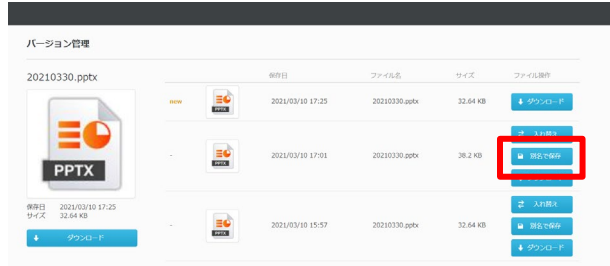 バージョン管理
20210330.pptx
保存日 ファイル名 サイズ ファイル操作
now PPTX 2021/03/10 17:25 20210330.pptx 32.64 KB ダウンロード
PPTX
入れ替え
- PPTX 2021/03/10 17:01 20210330.pptx 38.2 KB 別名で保存
保存日 2021/03/10 17:25
サイズ 32.64 KB
入れ替え
- PPTX 2021/03/10 15:57 20210330.pptx 32.64 KB 別名で保存
ダウンロード
ダウンロード